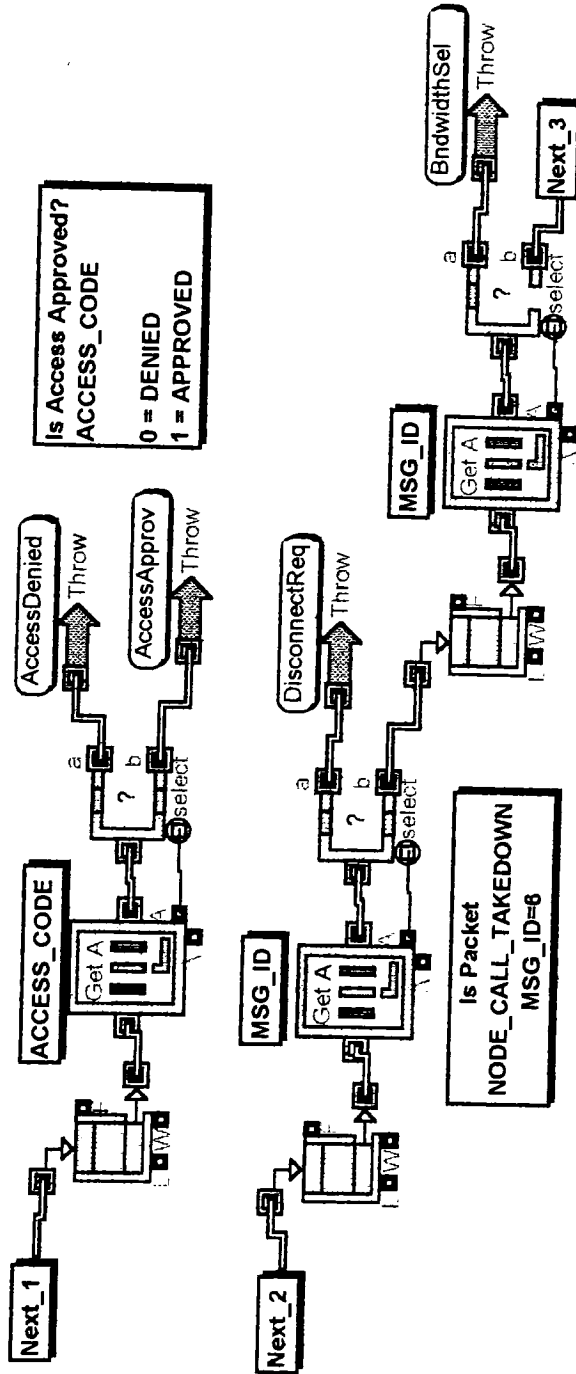 Next_1
F
L
W
ACCESS_CODE
Get A
A
?
select
a
b
AccessDenied
Throw
AccessApprov
Throw
Is Access Approved?
ACCESS_CODE
0 = DENIED
1 = APPROVED
Next_2
F
L
W
MSG_ID
Get A
A
?
select
a
b
DisconnectReq
Throw
Is Packet
NODE_CALL_TAKEDOWN
MSG_ID=6
L
W
MSG_ID
Get A
A
?
select
a
b
BndwidthSel
Throw
Next_3